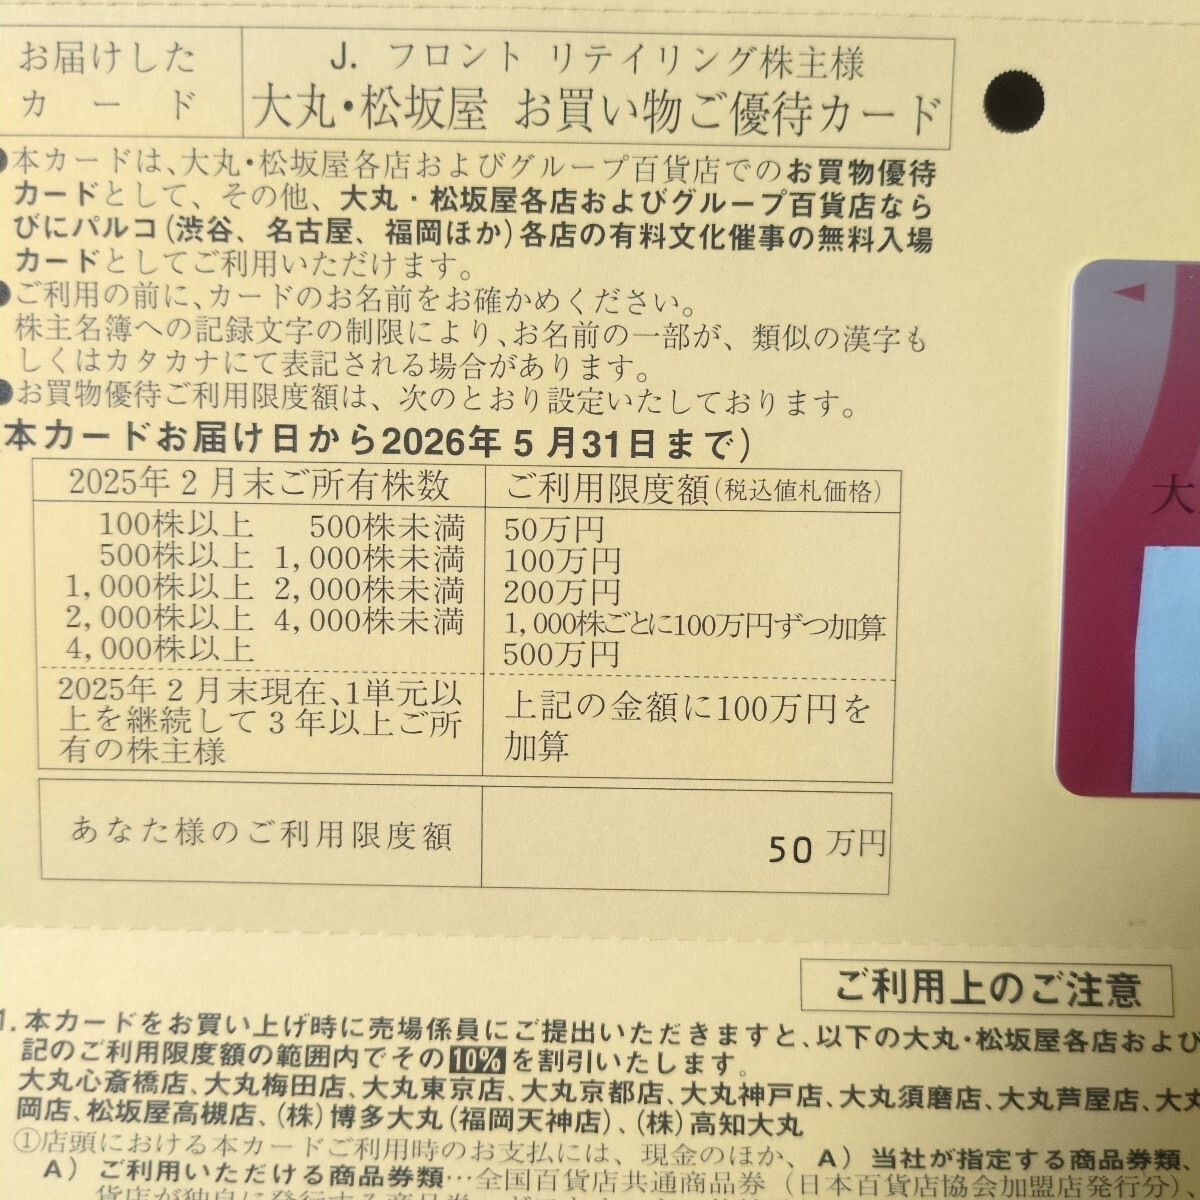 お届けした
カード
J. フロント リテイリング株主様
大丸・松坂屋 お買い物ご優待カード
●本カードは、大丸・松坂屋各店およびグループ百貨店でのお買物優待
カードとして、その他、大丸・松坂屋各店およびグループ百貨店なら
びにパルコ(渋谷、名古屋、福岡ほか)各店の有料文化催事の無料入場
カードとしてご利用いただけます。
●ご利用の前に、カードのお名前をお確かめください。
株主名簿への記録文字の制限により、お名前の一部が、類似の漢字も
しくはカタカナにて表記される場合があります。
●お買物優待ご利用限度額は、次のとおり設定いたしております。
(本カードお届け日から2026年5月31日まで)
2025年2月末ご所有株数 ご利用限度額(税込値札価格)
100株以上 500株未満 50万円
500株以上 1,000株未満 100万円
1,000株以上 2,000株未満 200万円
2,000株以上 4,000株未満 1,000株ごとに100万円ずつ加算
4,000株以上 500万円
2025年2月末現在、1単元以
上を継続して3年以上ご所
有の株主様
上記の金額に100万円を
加算
あなた様のご利用限度額 50 万円
大
ご利用上のご注意
1. 本カードをお買い上げ時に売場係員にご提出いただきますと、以下の大丸・松坂屋各店および
記のご利用限度額の範囲内でその10%を割引いたします。
大丸心斎橋店、大丸梅田店、大丸東京店、大丸京都店、大丸神戸店、大丸須磨店、大丸芦屋店、大丸
岡店、松坂屋高槻店、(株)博多大丸(福岡天神店)、(株)高知大丸
①店頭における本カードご利用時のお支払には、現金のほか、A)当社が指定する商品券類、
A)ご利用いただける商品券類…全国百貨店共通商品券(日本百貨店協会加盟店発行分)、